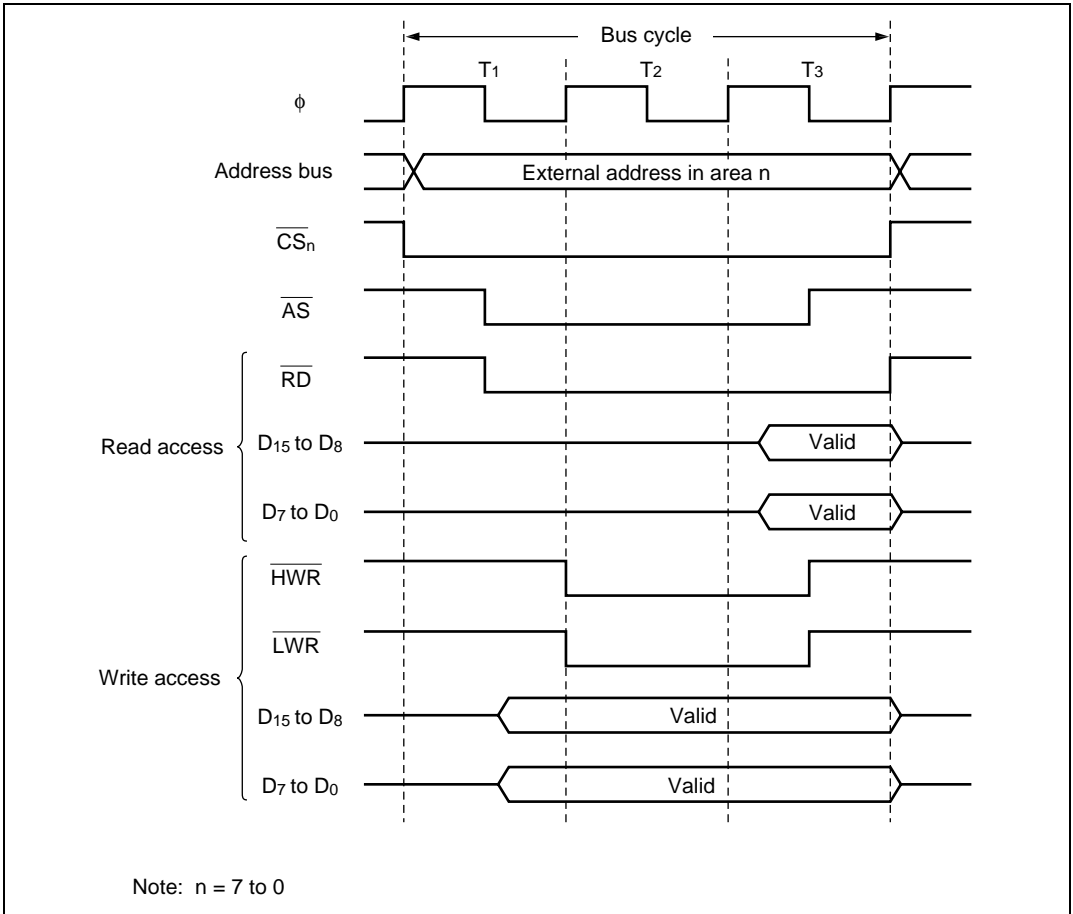 Bus cycle
T1 T2 T3
ϕ
Address bus External address in area n
CSn
AS
RD
Read access D15 to D8 Valid
D7 to D0 Valid
HWR
LWR
Write access
D15 to D8 Valid
D7 to D0 Valid
Note: n = 7 to 0